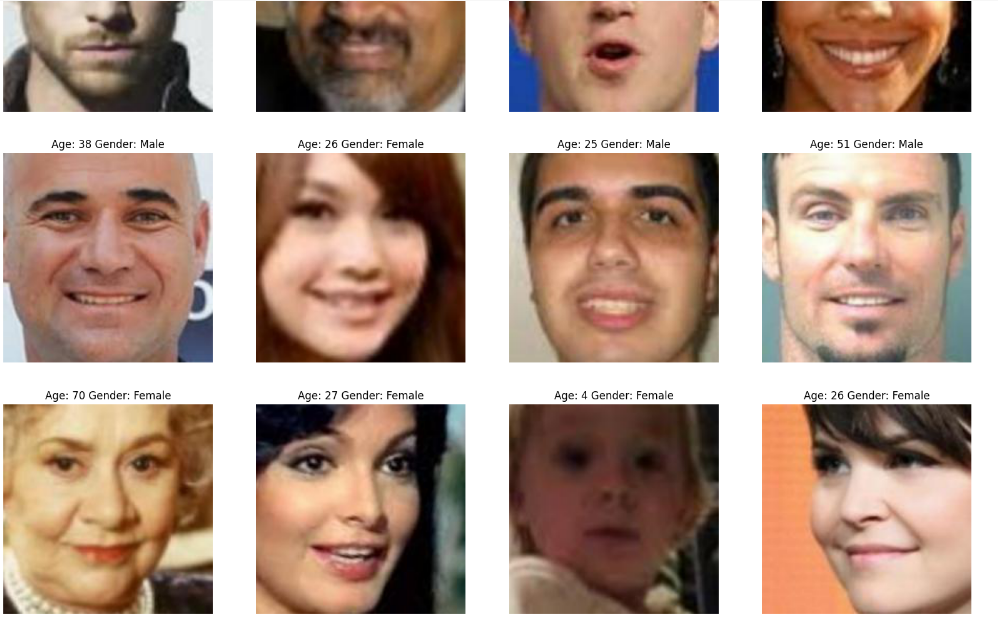 Age: 38 Gender: Male
Age: 26 Gender: Female
Age: 25 Gender: Male
Age: 51 Gender: Male
Age: 70 Gender: Female
Age: 27 Gender: Female
Age: 4 Gender: Female
Age: 26 Gender: Female